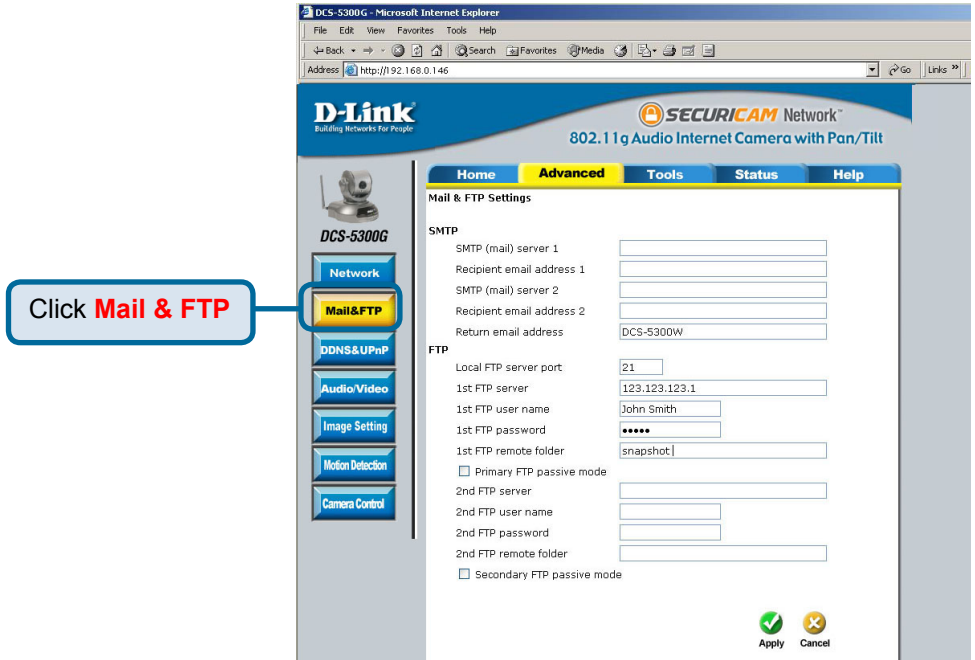 DCS-5300G - Microsoft Internet Explorer
File Edit View Favorites Tools Help
Back Search Favorites Media
Address http://192.168.0.146 Go Links »
D-Link
Building Networks For People
SECURICAM Network™
802.11g Audio Internet Camera with Pan/Tilt
Home Advanced Tools Status Help
DCS-5300G
Network
Mail&FTP
DDNS&UPnP
Audio/Video
Image Setting
Motion Detection
Camera Control
Click Mail & FTP
Mail & FTP Settings
SMTP
SMTP (mail) server 1
Recipient email address 1
SMTP (mail) server 2
Recipient email address 2
Return email address DCS-5300W
FTP
Local FTP server port 21
1st FTP server 123.123.123.1
1st FTP user name John Smith
1st FTP password •••••
1st FTP remote folder snapshot
Primary FTP passive mode
2nd FTP server
2nd FTP user name
2nd FTP password
2nd FTP remote folder
Secondary FTP passive mode
Apply Cancel